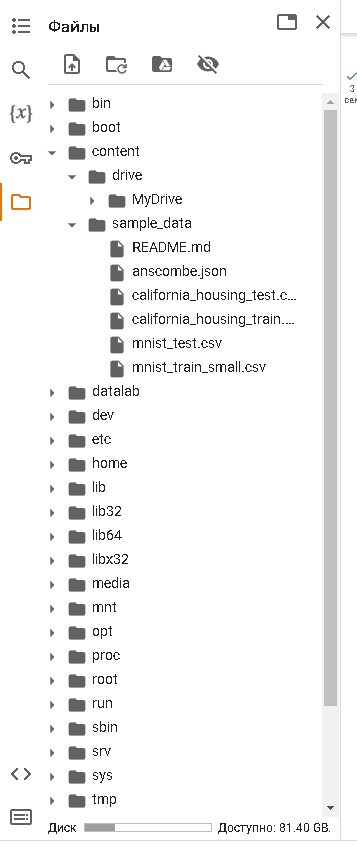 Файлы
{x}
bin
boot
content
drive
MyDrive
sample_data
README.md
anscombe.json
california_housing_test.c...
california_housing_train....
mnist_test.csv
mnist_train_small.csv
datalab
dev
etc
home
lib
lib32
lib64
libx32
media
mnt
opt
proc
root
run
sbin
srv
sys
tmp
Диск Доступно: 81.40 GB.
3
сек